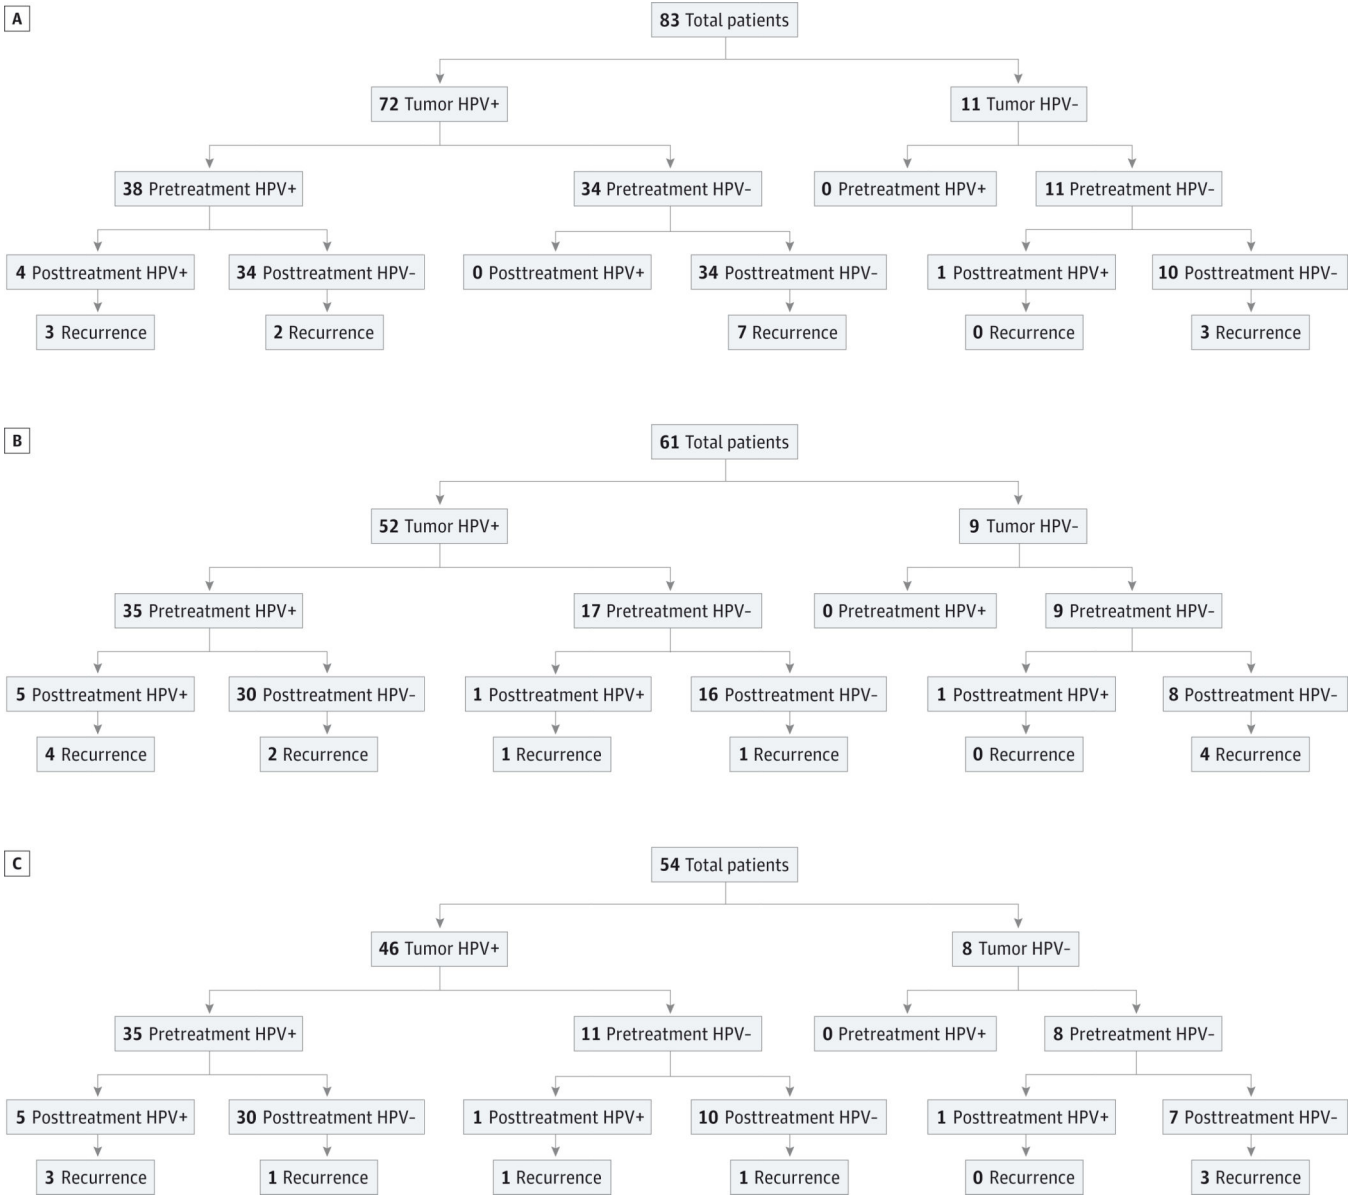 A
83 Total patients
72 Tumor HPV+
11 Tumor HPV–
38 Pretreatment HPV+
34 Pretreatment HPV–
0 Pretreatment HPV+
11 Pretreatment HPV–
4 Posttreatment HPV+
34 Posttreatment HPV–
0 Posttreatment HPV+
34 Posttreatment HPV–
1 Posttreatment HPV+
10 Posttreatment HPV–
3 Recurrence
2 Recurrence
7 Recurrence
0 Recurrence
3 Recurrence
B
61 Total patients
52 Tumor HPV+
9 Tumor HPV–
35 Pretreatment HPV+
17 Pretreatment HPV–
0 Pretreatment HPV+
9 Pretreatment HPV–
5 Posttreatment HPV+
30 Posttreatment HPV–
1 Posttreatment HPV+
16 Posttreatment HPV–
1 Posttreatment HPV+
8 Posttreatment HPV–
4 Recurrence
2 Recurrence
1 Recurrence
1 Recurrence
0 Recurrence
4 Recurrence
C
54 Total patients
46 Tumor HPV+
8 Tumor HPV–
35 Pretreatment HPV+
11 Pretreatment HPV–
0 Pretreatment HPV+
8 Pretreatment HPV–
5 Posttreatment HPV+
30 Posttreatment HPV–
1 Posttreatment HPV+
10 Posttreatment HPV–
1 Posttreatment HPV+
7 Posttreatment HPV–
3 Recurrence
1 Recurrence
1 Recurrence
1 Recurrence
0 Recurrence
3 Recurrence